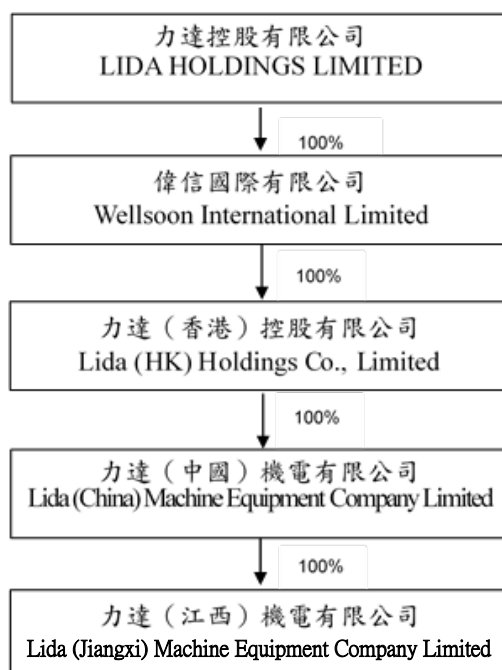 力達控股有限公司
LIDA HOLDINGS LIMITED
100%
偉信國際有限公司
Wellsoon International Limited
100%
力達（香港）控股有限公司
Lida (HK) Holdings Co., Limited
100%
力達（中國）機電有限公司
Lida (China) Machine Equipment Company Limited
100%
力達（江西）機電有限公司
Lida (Jiangxi) Machine Equipment Company Limited